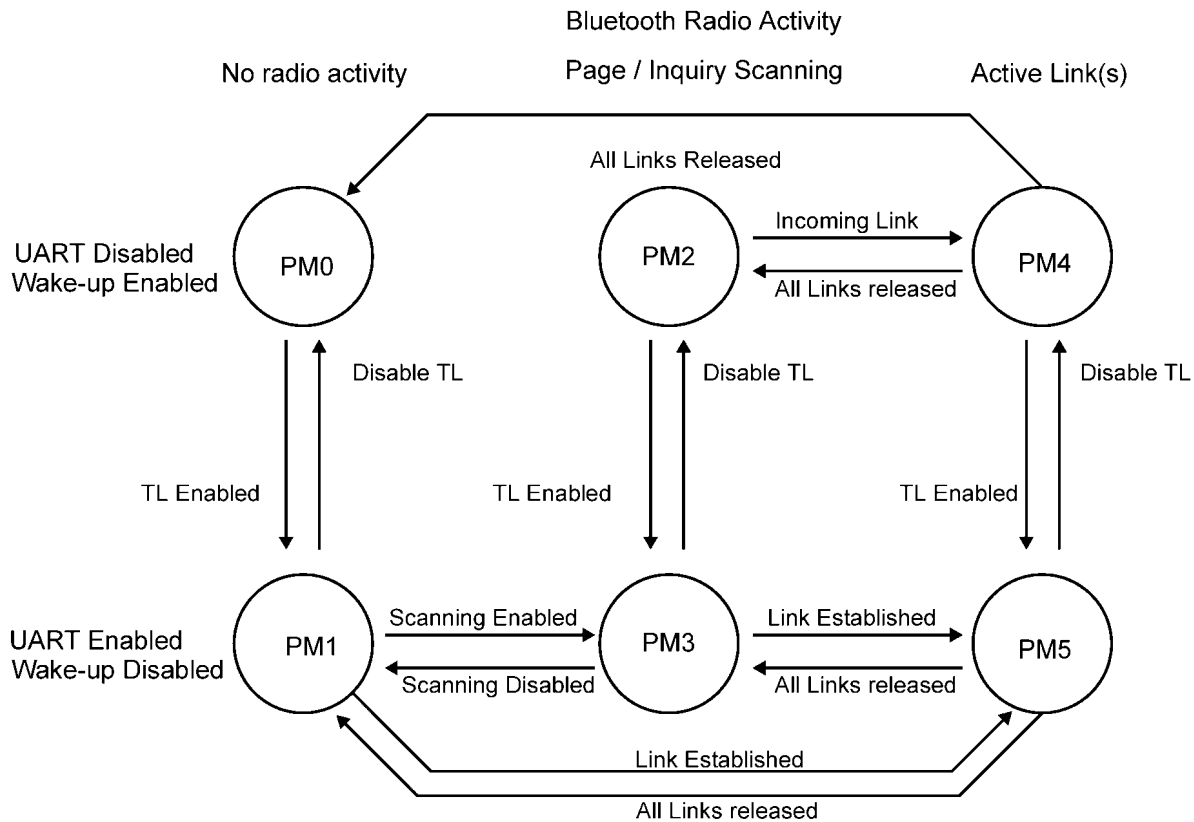 Bluetooth Radio Activity
No radio activity
Page / Inquiry Scanning
Active Link(s)
All Links Released
UART Disabled
Wake-up Enabled
PM0
PM2
Incoming Link
All Links released
PM4
Disable TL
Disable TL
Disable TL
TL Enabled
TL Enabled
TL Enabled
UART Enabled
Wake-up Disabled
PM1
Scanning Enabled
Scanning Disabled
PM3
Link Established
All Links released
PM5
Link Established
All Links released